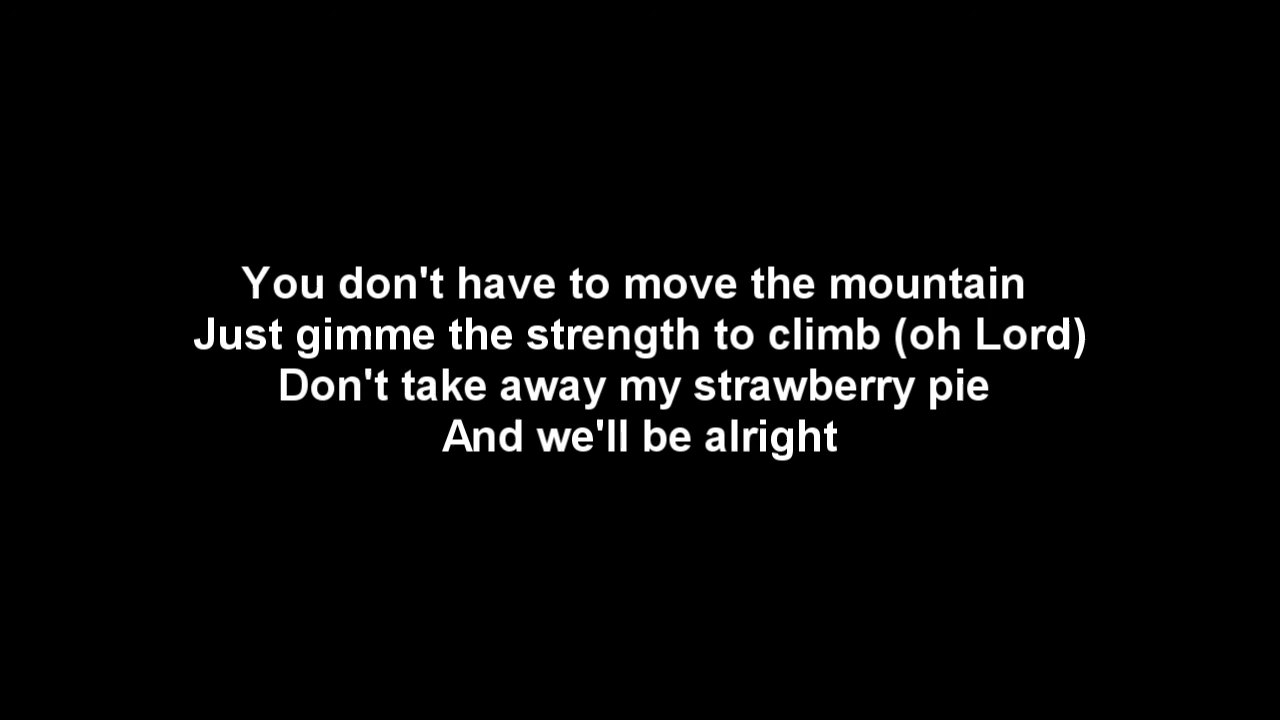 You don't have to move the mountain
Just gimme the strength to climb (oh Lord)
Don't take away my strawberry pie
And we'll be alright